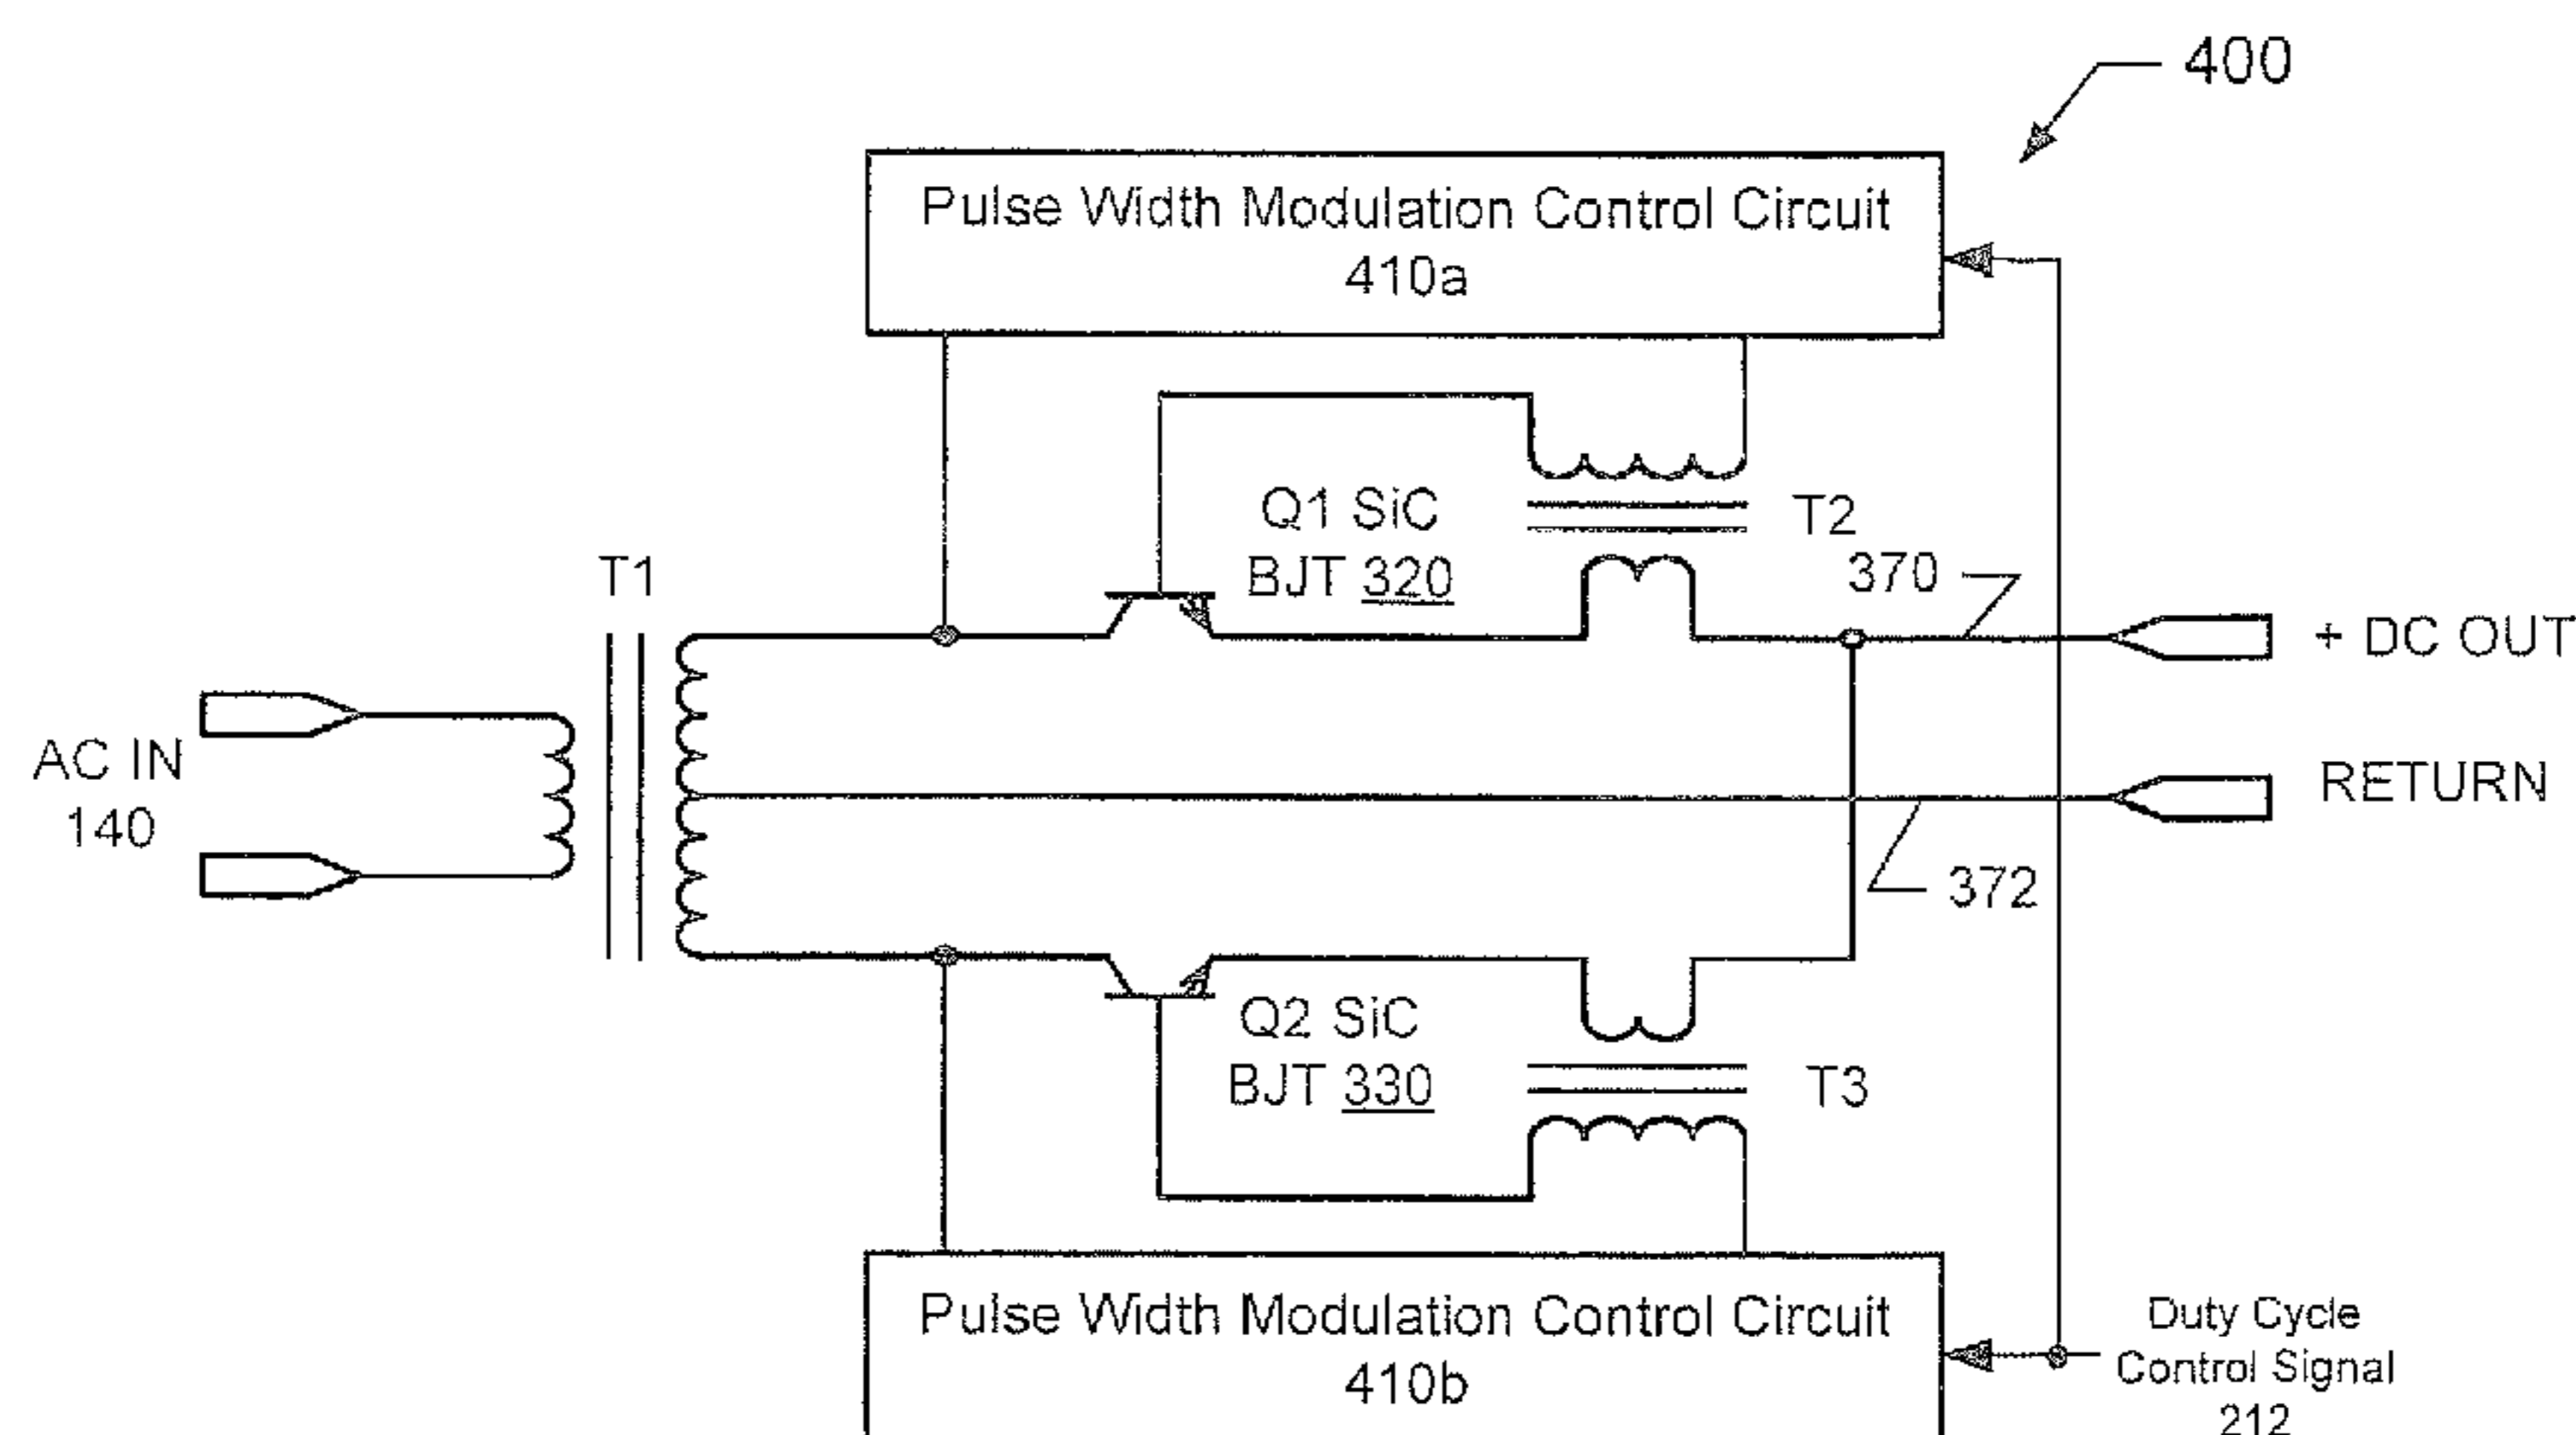 400
Pulse Width Modulation Control Circuit
410a
Q1 SiC
BJT 320
T2
T1
370
+ DC OUT
AC IN
140
RETURN
372
Q2 SiC
BJT 330
T3
Pulse Width Modulation Control Circuit
410b
Duty Cycle
Control Signal
212